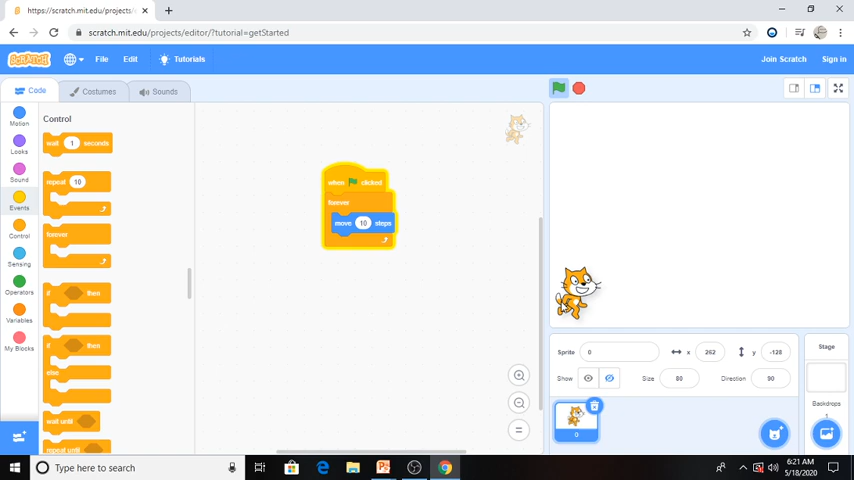 https://scratch.mit.edu/projects/e
scratch.mit.edu/projects/editor/?tutorial=getStarted
SCRATCH File Edit Tutorials Join Scratch Sign in
Code Costumes Sounds
Motion
Looks
Sound
Events
Control
Sensing
Operators
Variables
My Blocks
Control
wait 1 seconds
repeat 10
forever
if then
if then
else
wait until
repeat until
when clicked
forever
move 10 steps
Sprite 0 x 262 y -128
Show Size 80 Direction 90
0
Stage
Backdrops
1
Type here to search
6:21 AM
5/18/2020